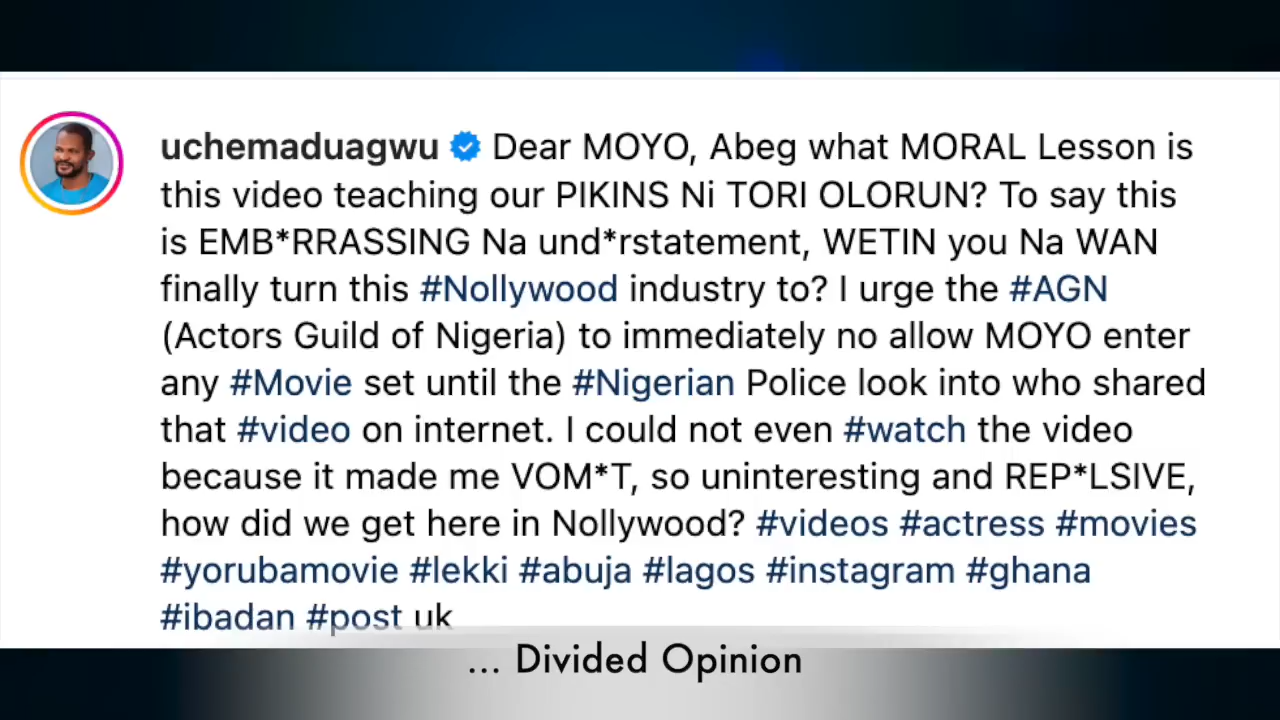 uchemaduagwu Dear MOYO, Abeg what MORAL Lesson is
this video teaching our PIKINS Ni TORI OLORUN? To say this
is EMB*RRASSING Na und*rstatement, WETIN you Na WAN
finally turn this #Nollywood industry to? I urge the #AGN
(Actors Guild of Nigeria) to immediately no allow MOYO enter
any #Movie set until the #Nigerian Police look into who shared
that #video on internet. I could not even #watch the video
because it made me VOM*T, so uninteresting and REP*LSIVE,
how did we get here in Nollywood? #videos #actress #movies
#yorubamovie #lekki #abuja #lagos #instagram #ghana
#ibadan #post uk
... Divided Opinion